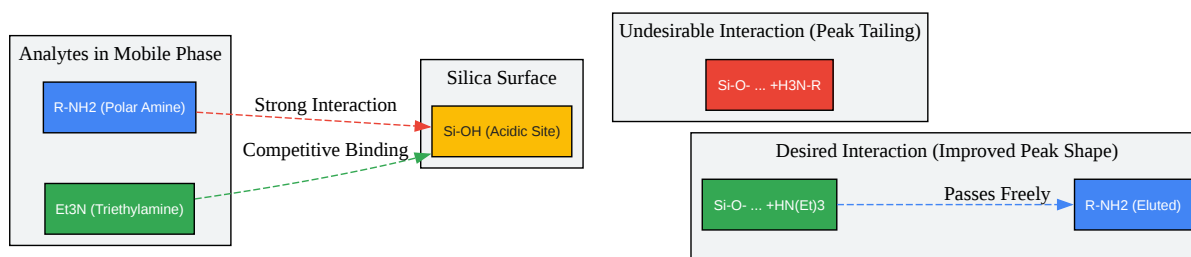 Analytes in Mobile Phase
R-NH2 (Polar Amine)
Et3N (Triethylamine)
Strong Interaction
Competitive Binding
Silica Surface
Si-OH (Acidic Site)
Undesirable Interaction (Peak Tailing)
Si-O- ... +H3N-R
Desired Interaction (Improved Peak Shape)
Si-O- ... +HN(Et)3
Passes Freely
R-NH2 (Eluted)